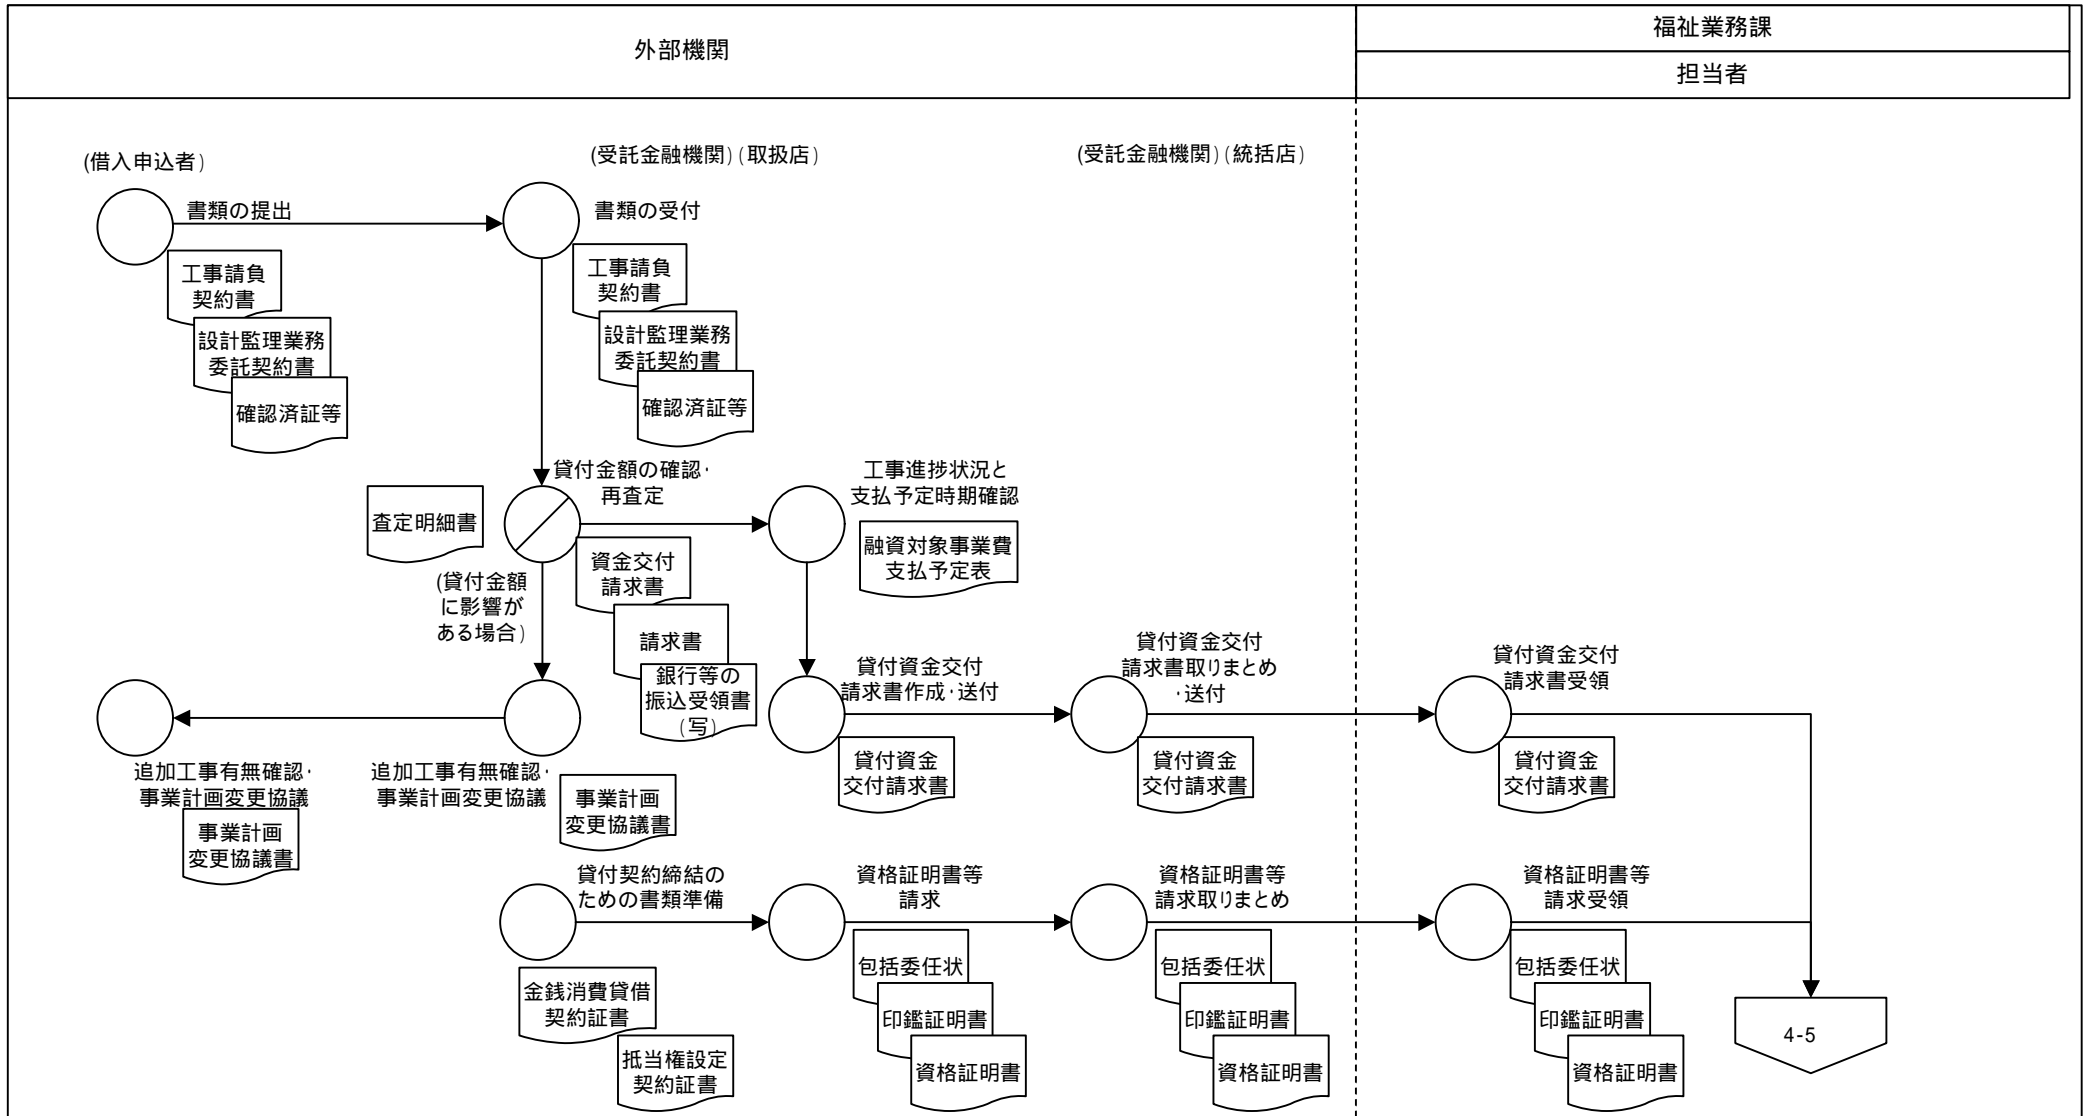 外部機関
福祉業務課
担当者
(借入申込者)
(受託金融機関)(取扱店)
(受託金融機関)(統括店)
書類の提出
書類の受付
工事請負
契約書
設計監理業務
委託契約書
確認済証等
工事請負
契約書
設計監理業務
委託契約書
確認済証等
査定明細書
貸付金額の確認・
再査定
工事進捗状況と
支払予定時期確認
融資対象事業費
支払予定表
(貸付金額
に影響が
ある場合)
資金交付
請求書
請求書
銀行等の
振込受領書
(写)
貸付資金交付
請求書作成・送付
貸付資金交付
請求書取りまとめ
・送付
貸付資金交付
請求書受領
貸付資金
交付請求書
貸付資金
交付請求書
貸付資金
交付請求書
追加工事有無確認・
事業計画変更協議
事業計画
変更協議書
追加工事有無確認・
事業計画変更協議
事業計画
変更協議書
貸付契約締結の
ための書類準備
資格証明書等
請求
資格証明書等
請求取りまとめ
資格証明書等
請求受領
金銭消費貸借
契約証書
抵当権設定
契約証書
包括委任状
印鑑証明書
資格証明書
包括委任状
印鑑証明書
資格証明書
包括委任状
印鑑証明書
資格証明書
4-5